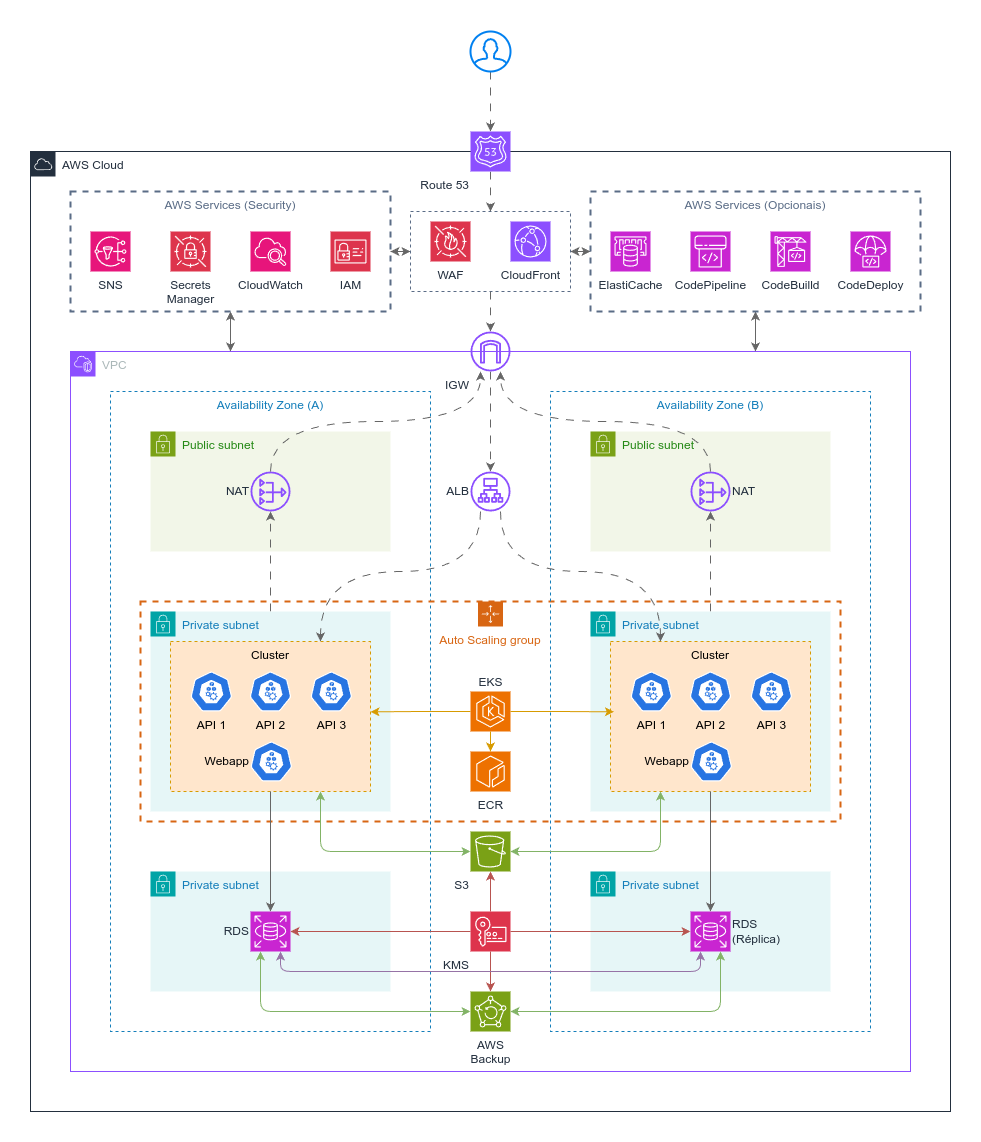 53
AWS Cloud
Route 53
AWS Services (Security)
SNS
Secrets
Manager
CloudWatch
IAM
WAF
CloudFront
AWS Services (Opcionais)
ElastiCache
CodePipeline
CodeBuilld
CodeDeploy
VPC
IGW
Availability Zone (A)
Availability Zone (B)
Public subnet
Public subnet
NAT
ALB
NAT
Private subnet
Auto Scaling group
Private subnet
Cluster
Cluster
API 1
API 2
API 3
Webapp
EKS
K
ECR
API 1
API 2
API 3
Webapp
S3
Private subnet
Private subnet
RDS
KMS
RDS
(Réplica)
AWS
Backup